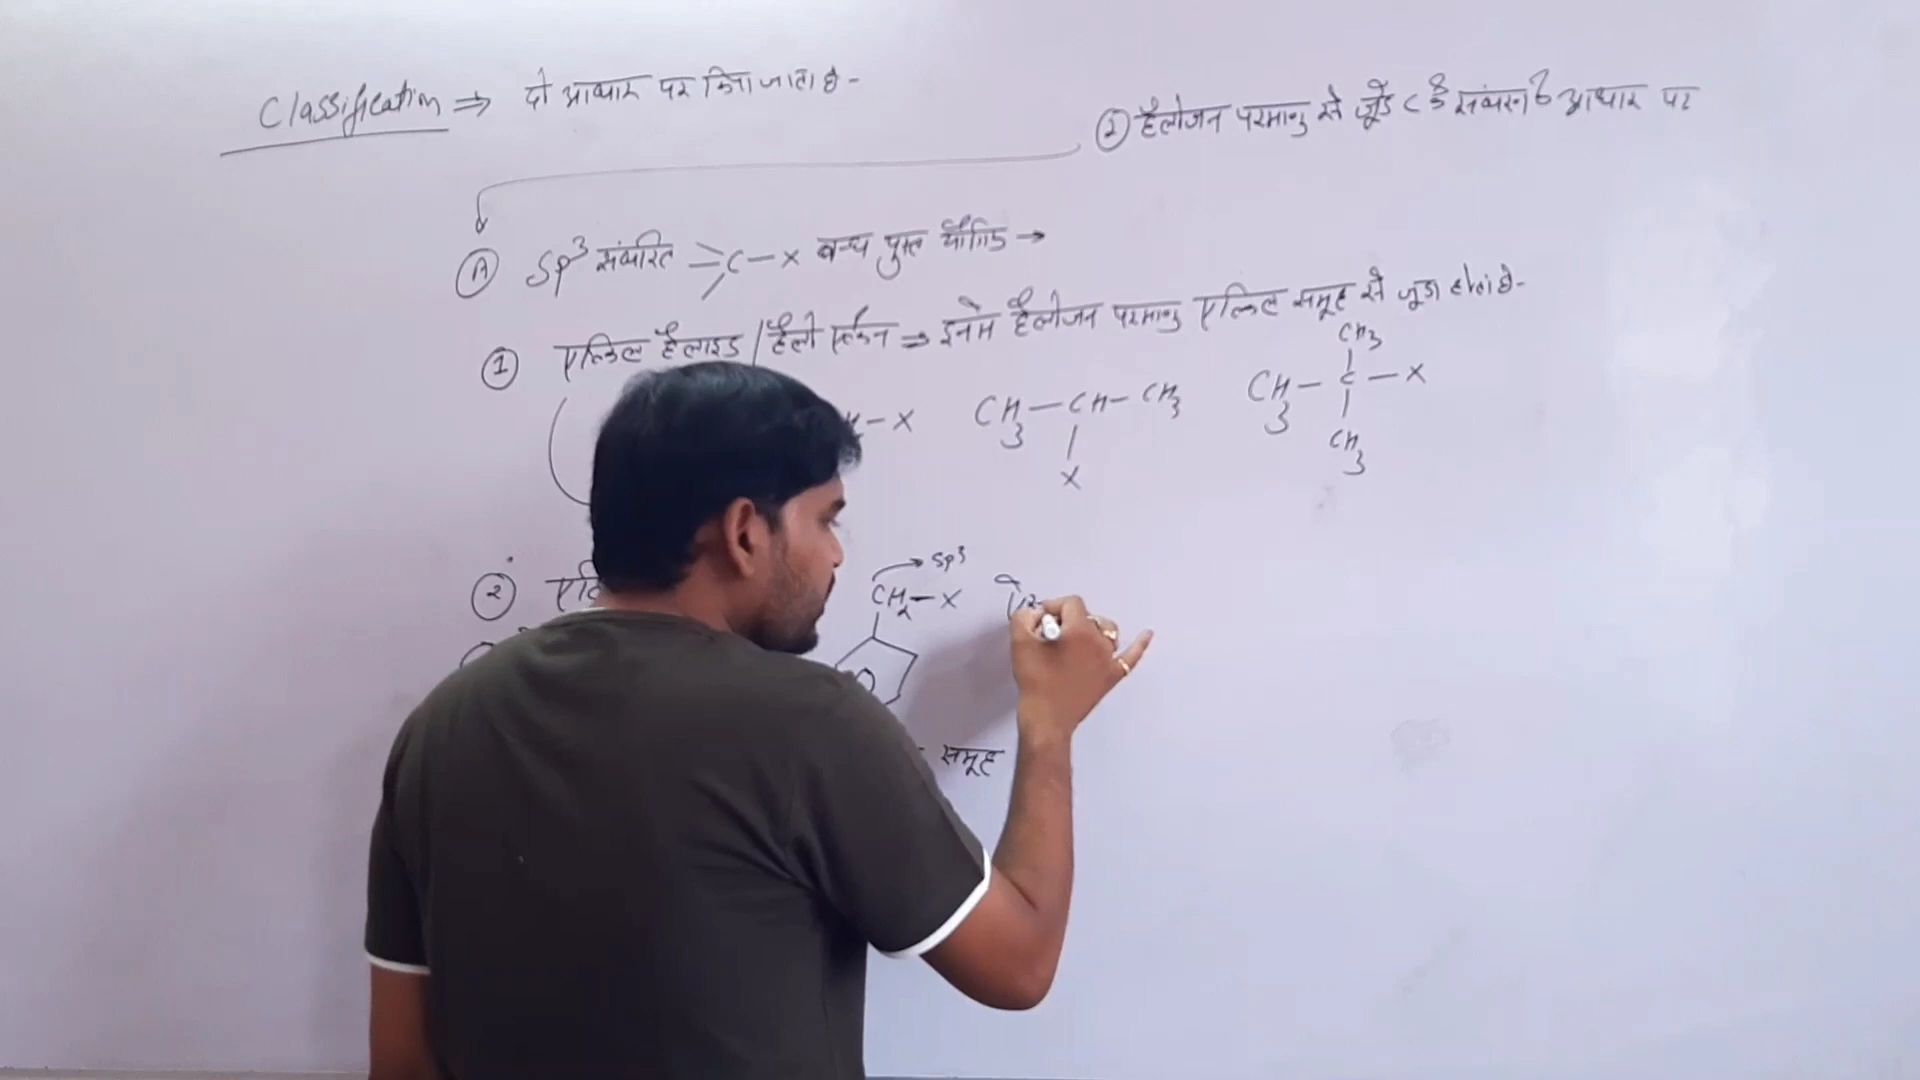 Classification ⇒ दो आधार पर किया जाता है-
② हैलोजन परमाणु से जूडे C के संकरण के आधार पर
Ⓐ Sp³ संकरित C — X बन्ध युक्त यौगिक →
① एल्किल हैलाइड / हैलो एल्केन ⇒ इनमे हैलोजन परमाणु एल्किल समूह से जूडा होता है-
CH₃
— X
CH₃ — CH — CH₃
CH₃ — C — X
X
CH₃
② → Sp³
CH₂ — X
समूह